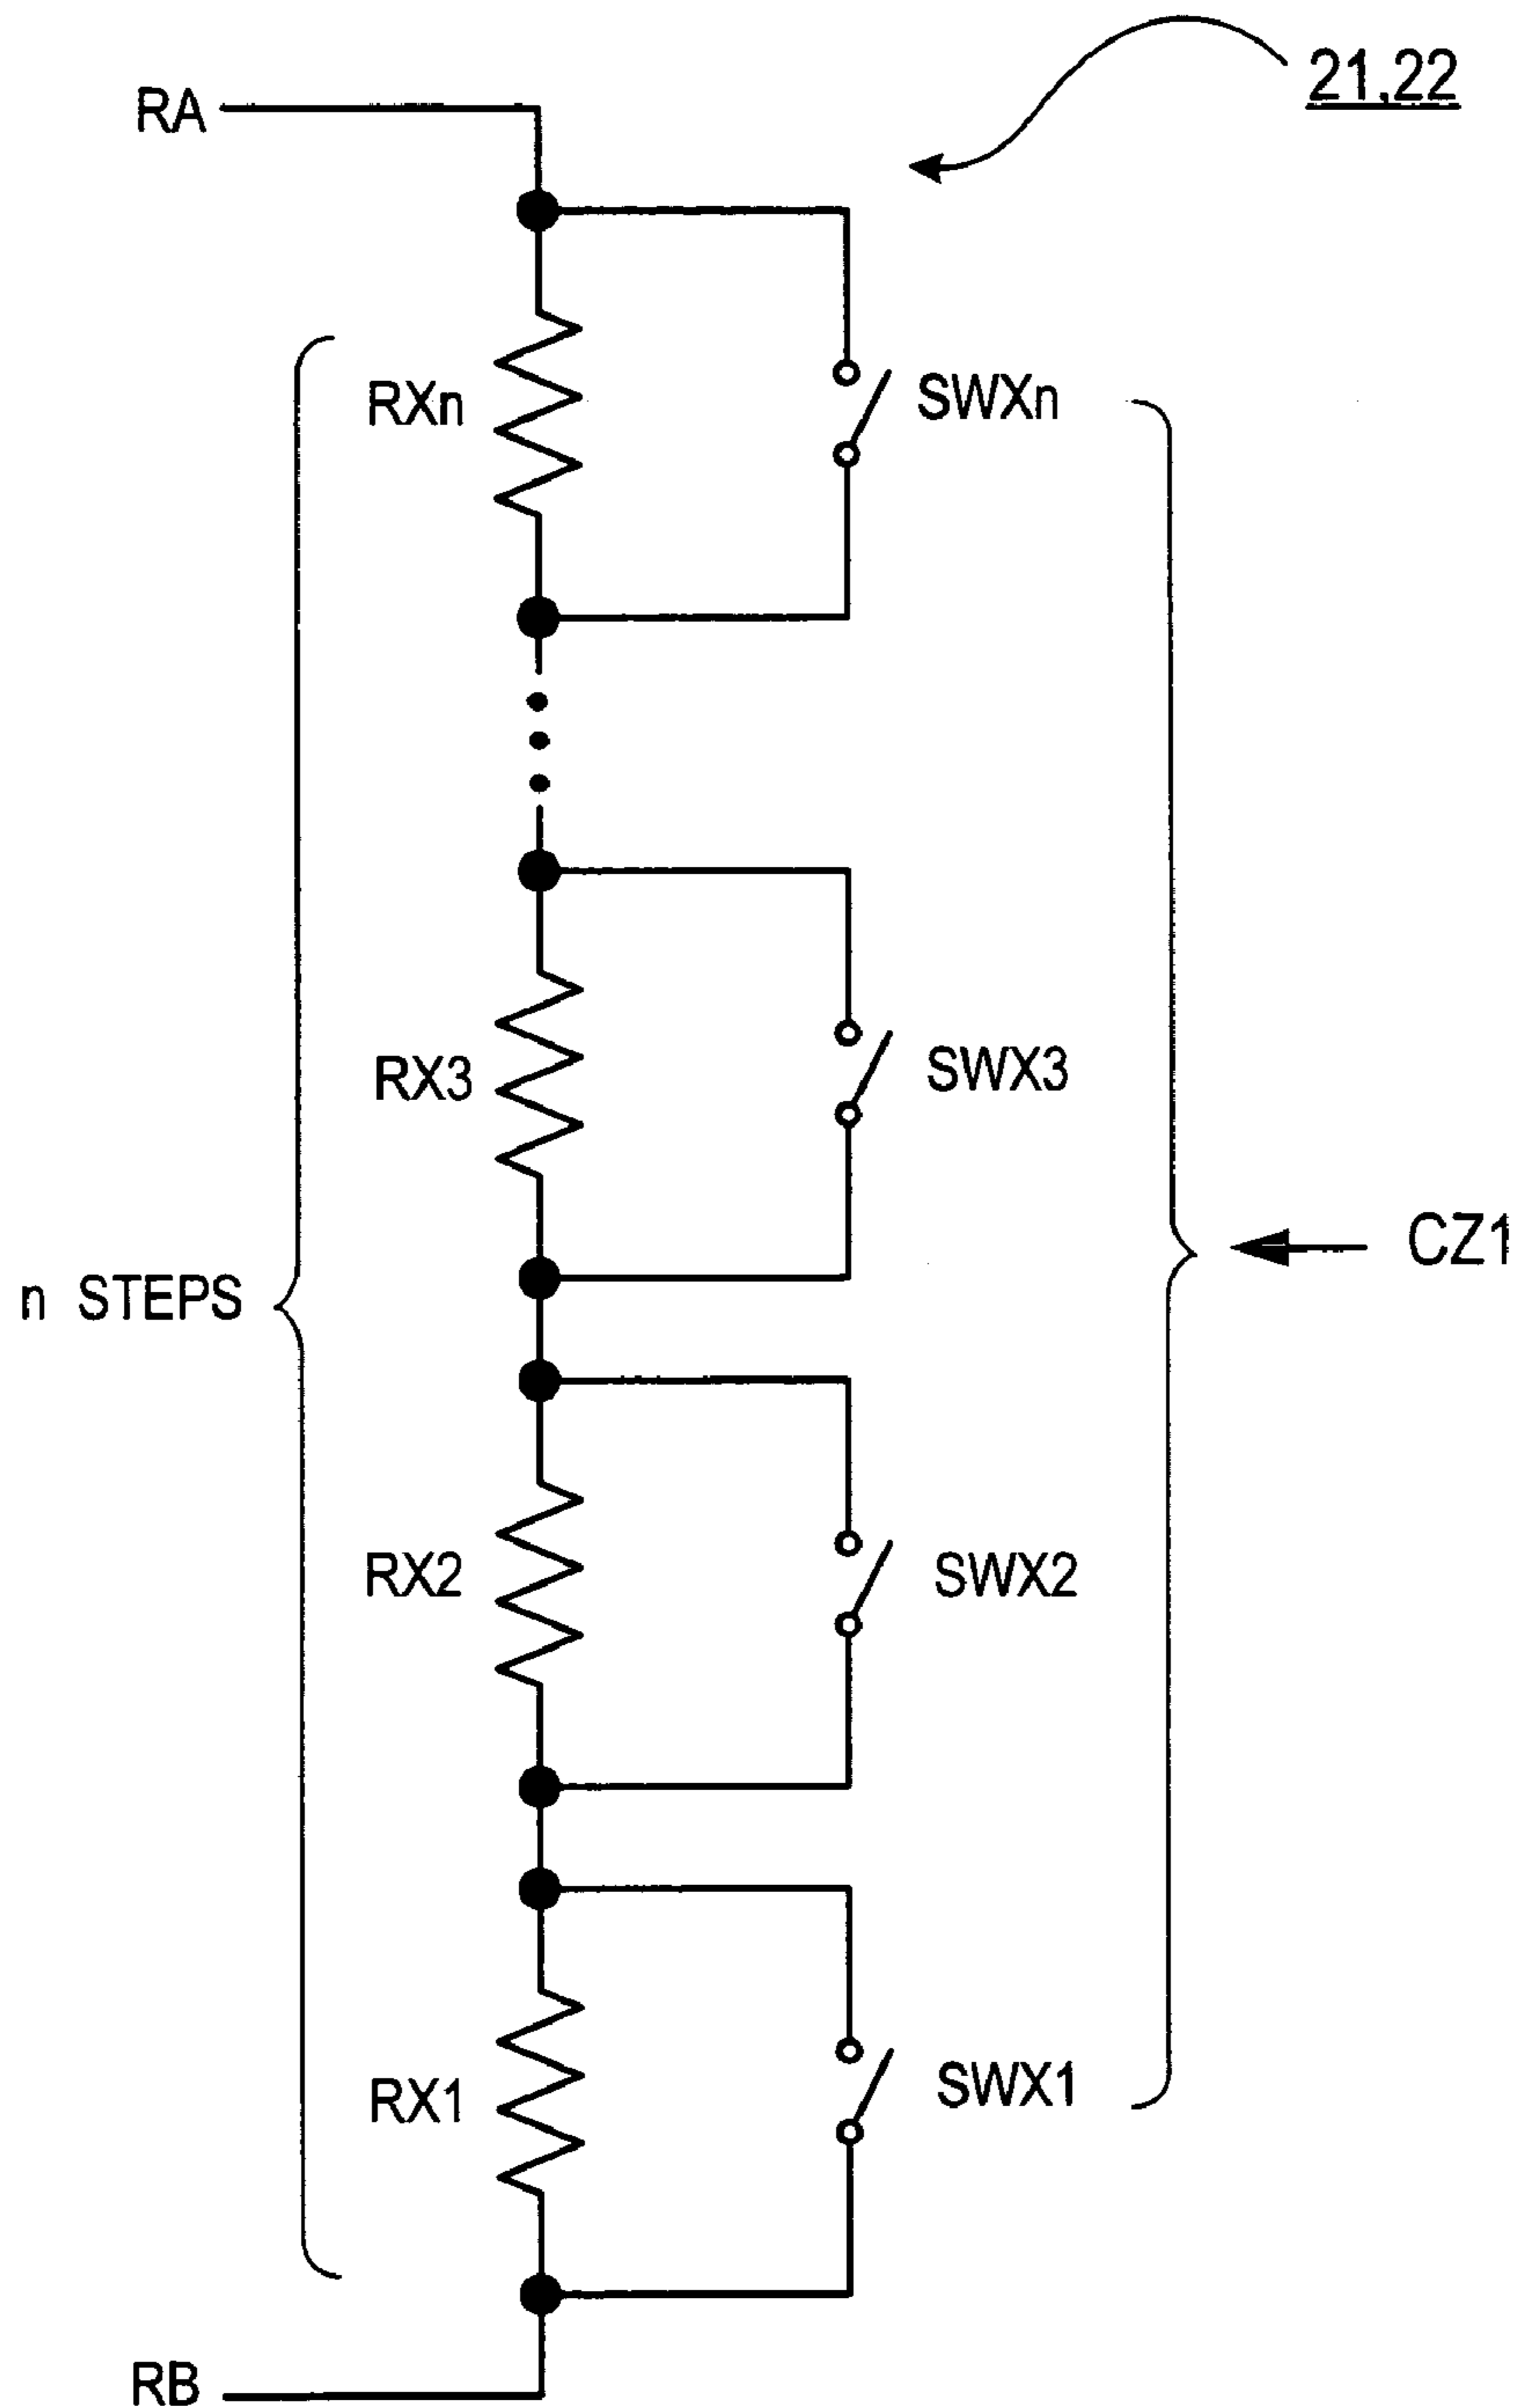 21,22
RA
RXn
SWXn
RX3
SWX3
CZ1
n STEPS
RX2
SWX2
RX1
SWX1
RB